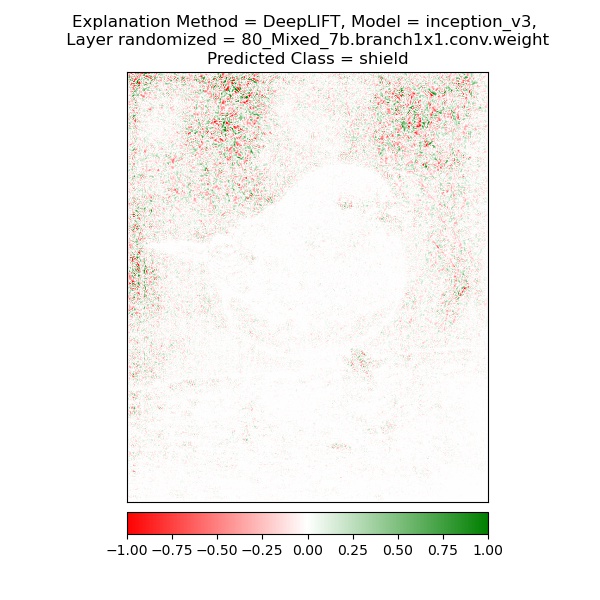 Explanation Method = DeepLIFT, Model = inception_v3,
Layer randomized = 80_Mixed_7b.branch1x1.conv.weight
Predicted Class = shield
−1.00 −0.75 −0.50 −0.25 0.00 0.25 0.50 0.75 1.00